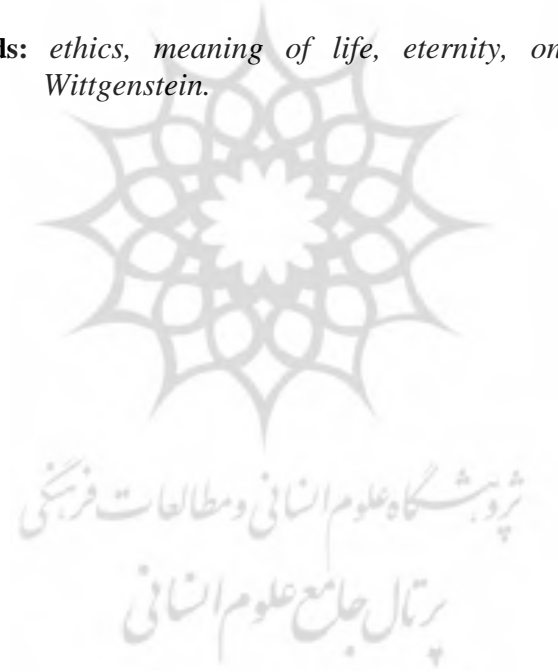 ds: ethics, meaning of life, eternity, on
Wittgenstein.
پژوهشگاه علوم انسانی و مطالعات فرهنگی
پرتال جامع علوم انسانی